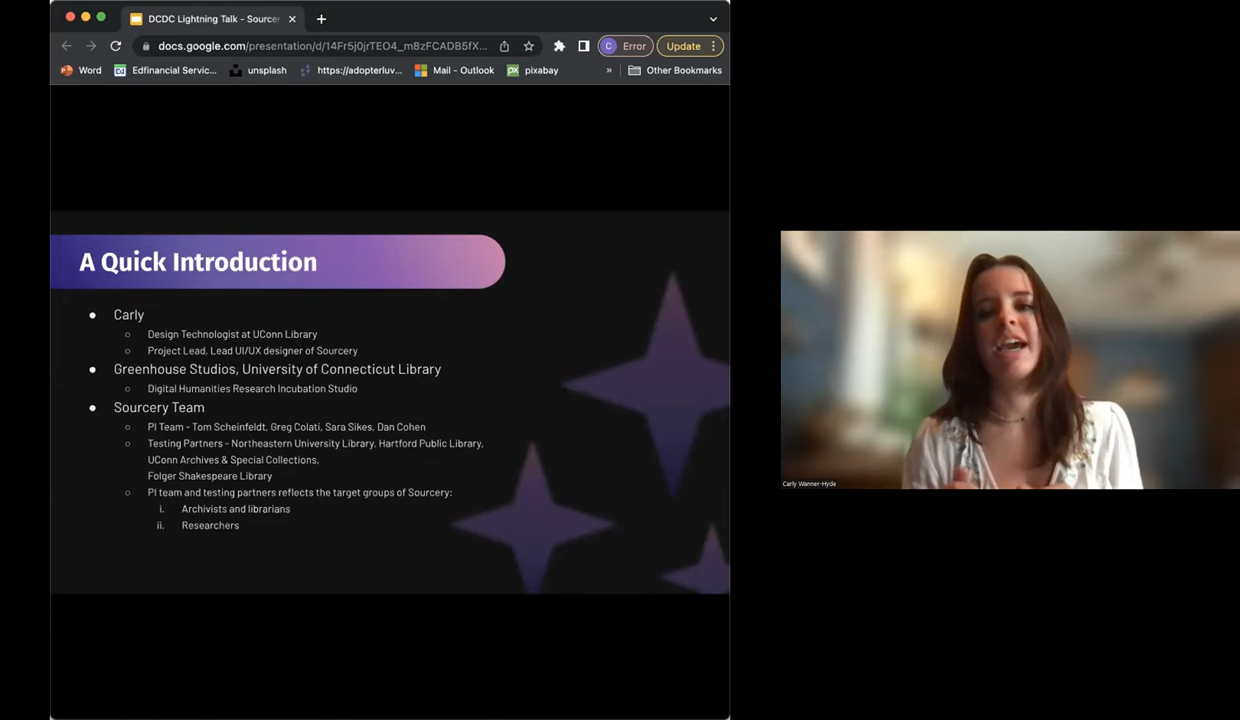 DCDC Lightning Talk - Sourcer
docs.google.com/presentation/d/14Fr5j0jrTEO4_m8zFCADB5fX...
C Error
Update
Word
Edfinancial Servic...
unsplash
https://adopterluv...
Mail - Outlook
px pixabay
»
Other Bookmarks
A Quick Introduction
● Carly
○ Design Technologist at UConn Library
○ Project Lead, Lead UI/UX designer of Sourcery
● Greenhouse Studios, University of Connecticut Library
○ Digital Humanities Research Incubation Studio
● Sourcery Team
○ PI Team - Tom Scheinfeldt, Greg Colati, Sara Sikes, Dan Cohen
○ Testing Partners - Northeastern University Library, Hartford Public Library,
UConn Archives & Special Collections,
Folger Shakespeare Library
○ PI team and testing partners reflects the target groups of Sourcery:
i. Archivists and librarians
ii. Researchers
Carly Wanner-Hyde